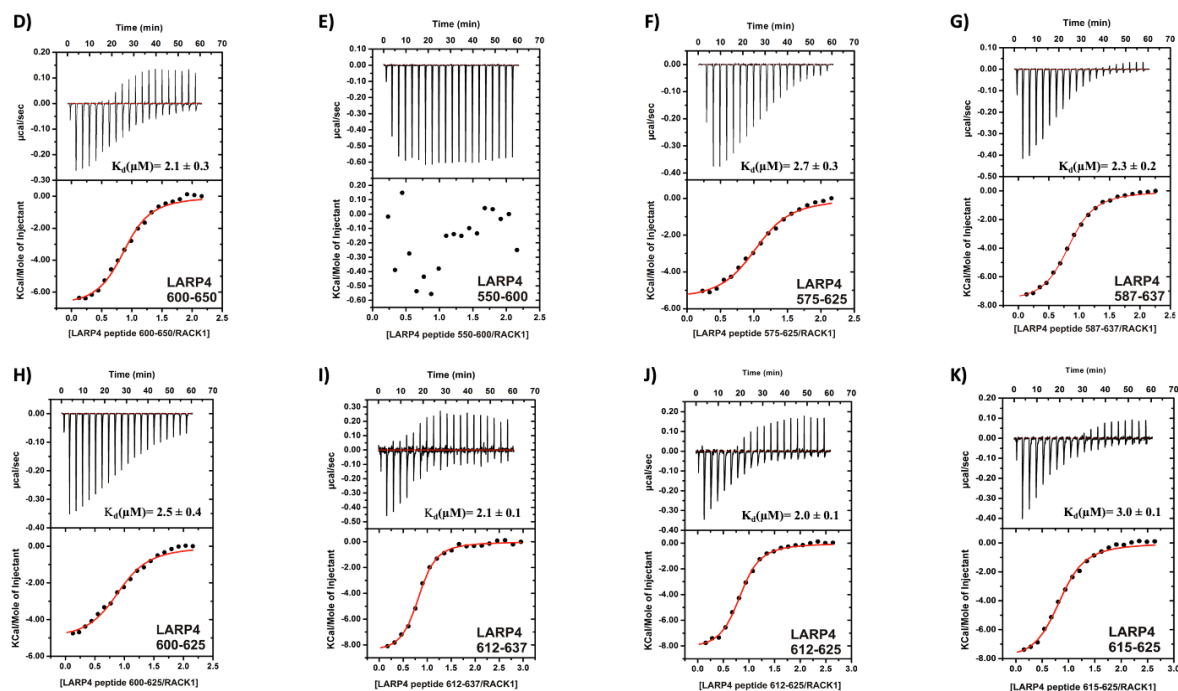 D)
Time (min)
0 10 20 30 40 50 60 70
0.20
0.10
0.00
-0.10
-0.20
-0.30
µcal/sec
Kd(µM)= 2.1 ± 0.3
0.00
-2.00
-4.00
-6.00
KCal/Mole of Injectant
LARP4
600-650
0.0 0.5 1.0 1.5 2.0 2.5
[LARP4 peptide 600-650/RACK1]
E)
Time (min)
0 10 20 30 40 50 60 70
0.10
0.00
-0.10
-0.20
-0.30
-0.40
-0.50
-0.60
µcal/sec
0.20
0.10
0.00
-0.10
-0.20
-0.30
-0.40
-0.50
-0.60
KCal/Mole of Injectant
LARP4
550-600
0.0 0.5 1.0 1.5 2.0 2.5
[LARP4 peptide 550-600/RACK1]
F)
Time (min)
0 10 20 30 40 50 60 70
0.00
-0.10
-0.20
-0.30
-0.40
µcal/sec
Kd(µM)= 2.7 ± 0.3
0.00
-2.00
-4.00
-6.00
KCal/Mole of Injectant
LARP4
575-625
0.0 0.5 1.0 1.5 2.0 2.5
[LARP4 peptide 575-625/RACK1]
G)
Time (min)
0 10 20 30 40 50 60 70
0.10
0.00
-0.10
-0.20
-0.30
-0.40
-0.50
µcal/sec
Kd(µM)= 2.3 ± 0.2
0.00
-2.00
-4.00
-6.00
-8.00
KCal/Mole of Injectant
LARP4
587-637
0.0 0.5 1.0 1.5 2.0 2.5
[LARP4 peptide 587-637/RACK1]
H)
Time (min)
0 10 20 30 40 50 60 70
0.00
-0.10
-0.20
-0.30
-0.40
µcal/sec
Kd(µM)= 2.5 ± 0.4
0.00
-2.00
-4.00
-6.00
KCal/Mole of Injectant
LARP4
600-625
0.0 0.5 1.0 1.5 2.0 2.5
[LARP4 peptide 600-625/RACK1]
I)
Time (min)
0 10 20 30 40 50 60 70
0.30
0.20
0.10
0.00
-0.10
-0.20
-0.30
-0.40
-0.50
µcal/sec
Kd(µM)= 2.1 ± 0.1
0.00
-2.00
-4.00
-6.00
-8.00
KCal/Mole of Injectant
LARP4
612-637
0.0 0.5 1.0 1.5 2.0 2.5 3.0
[LARP4 peptide 612-637/RACK1]
J)
Time (min)
0 10 20 30 40 50 60 70
0.20
0.10
0.00
-0.10
-0.20
-0.30
-0.40
µcal/sec
Kd(µM)= 2.0 ± 0.1
0.00
-2.00
-4.00
-6.00
-8.00
KCal/Mole of Injectant
LARP4
612-625
0.0 0.5 1.0 1.5 2.0 2.5 3.0
[LARP4 peptide 612-625/RACK1]
K)
Time (min)
0 10 20 30 40 50 60 70
0.20
0.10
0.00
-0.10
-0.20
-0.30
-0.40
µcal/sec
Kd(µM)= 3.0 ± 0.1
0.00
-2.00
-4.00
-6.00
-8.00
KCal/Mole of Injectant
LARP4
615-625
0.0 0.5 1.0 1.5 2.0 2.5 3.0
[LARP4 peptide 615-625/RACK1]